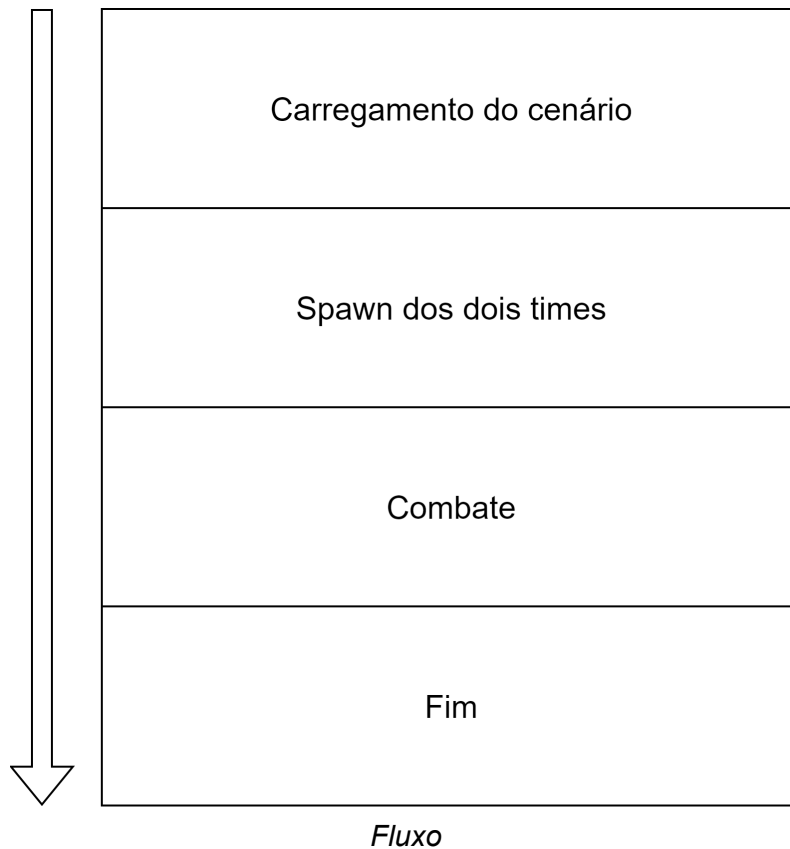 Carregamento do cenário
Spawn dos dois times
Combate
Fim
Fluxo